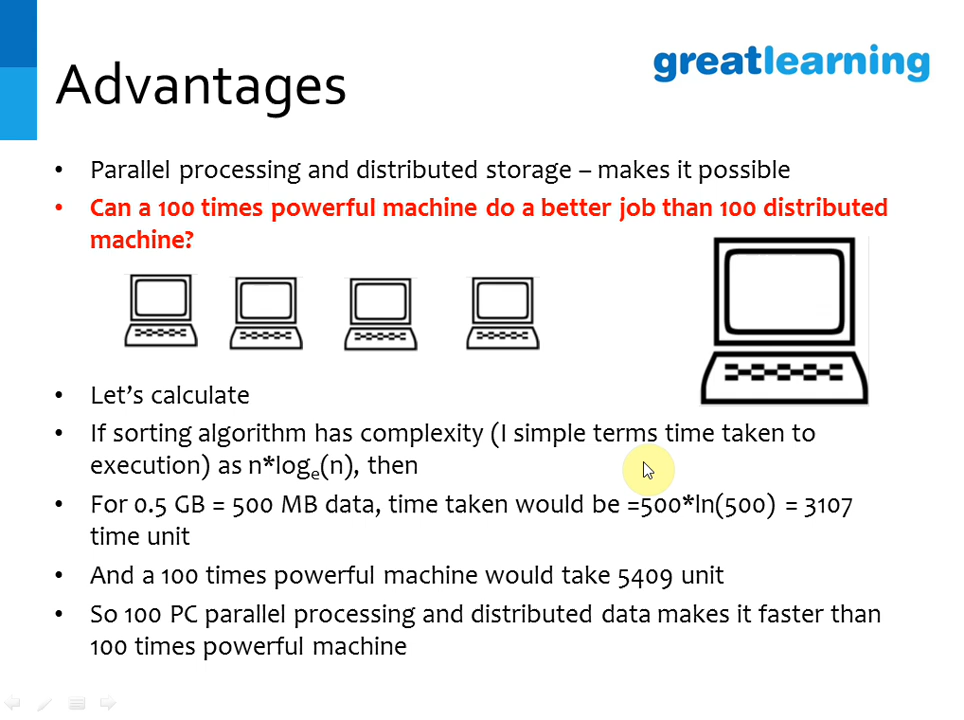 greatlearning
Advantages
• Parallel processing and distributed storage – makes it possible
• Can a 100 times powerful machine do a better job than 100 distributed
machine?
• Let’s calculate
• If sorting algorithm has complexity (I simple terms time taken to
execution) as n*logₑ(n), then
• For 0.5 GB = 500 MB data, time taken would be =500*ln(500) = 3107
time unit
• And a 100 times powerful machine would take 5409 unit
• So 100 PC parallel processing and distributed data makes it faster than
100 times powerful machine